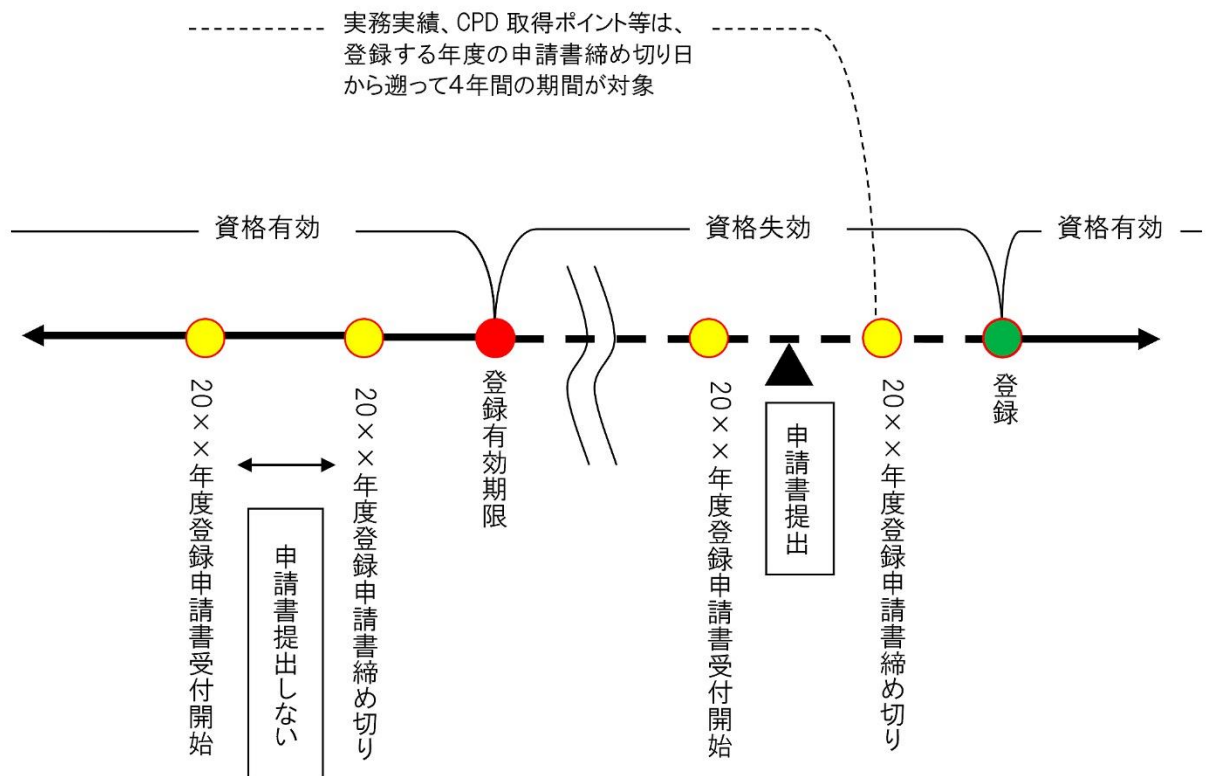 実務実績、CPD 取得ポイント等は、
登録する年度の申請書締め切り日
から遡って4年間の期間が対象
資格有効
資格失効
資格有効
20××年度登録申請書受付開始
申請書提出しない
20××年度登録申請書締め切り
登録有効期限
20××年度登録申請書受付開始
申請書提出
20××年度登録申請書締め切り
登録